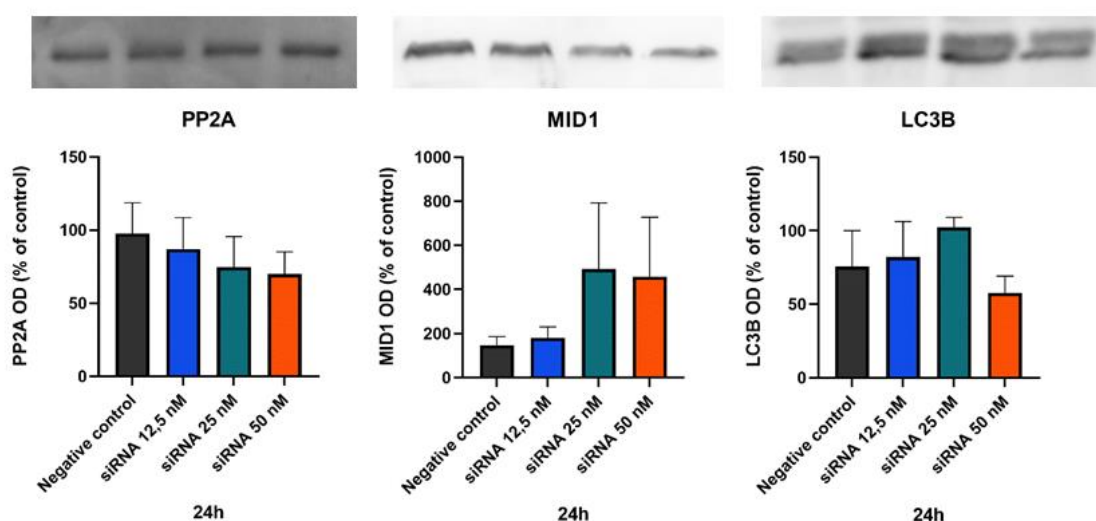 PP2A
MID1
LC3B
PP2A OD (% of control)
150
100
50
0
Negative control
siRNA 12,5 nM
siRNA 25 nM
siRNA 50 nM
24h
MID1 OD (% of control)
1000
800
600
400
200
0
Negative control
siRNA 12,5 nM
siRNA 25 nM
siRNA 50 nM
24h
LC3B OD (% of control)
150
100
50
0
Negative control
siRNA 12,5 nM
siRNA 25 nM
siRNA 50 nM
24h